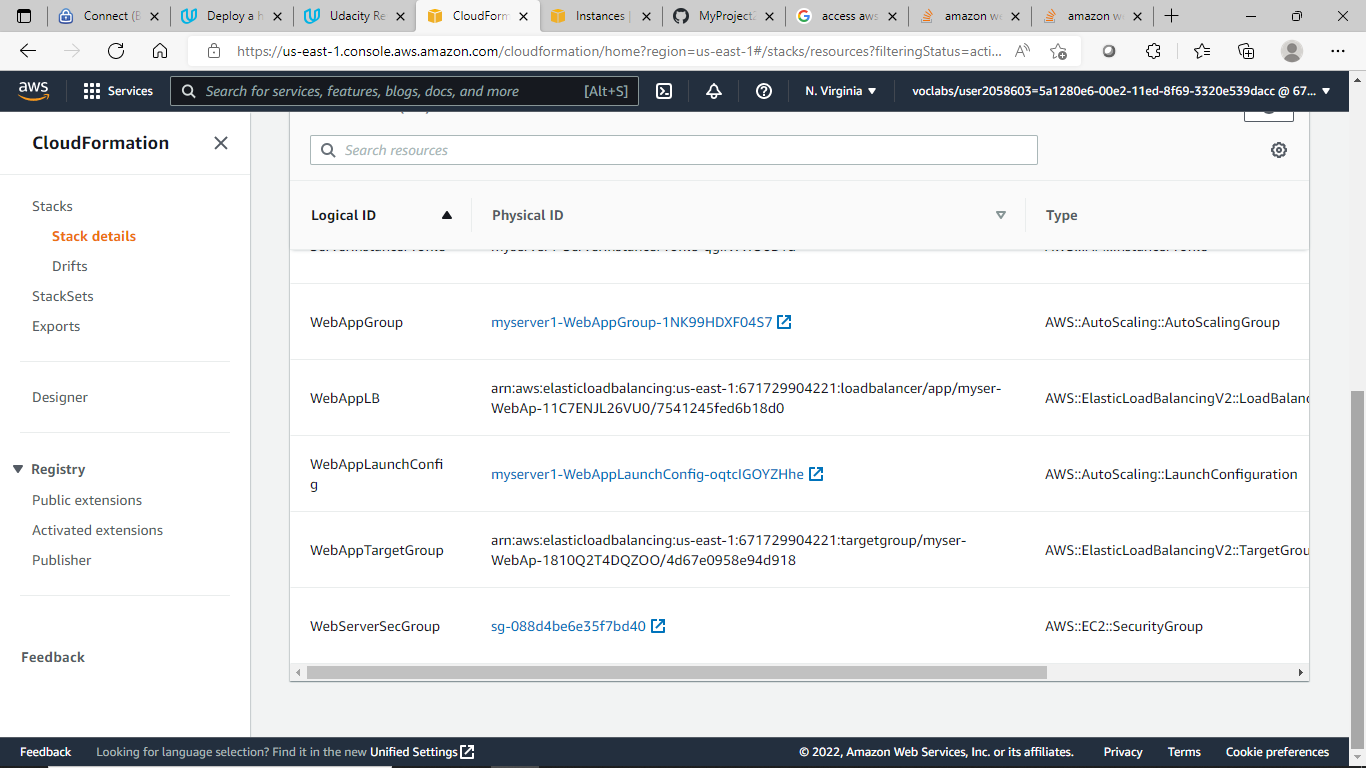 Connect (E
Deploy a h
Udacity Re
CloudForm
Instances |
MyProject2
access aws
amazon we
amazon we
https://us-east-1.console.aws.amazon.com/cloudformation/home?region=us-east-1#/stacks/resources?filteringStatus=acti...
aws
Services
Search for services, features, blogs, docs, and more
[Alt+S]
N. Virginia
voclabs/user2058603=5a1280e6-00e2-11ed-8f69-3320e539dacc @ 67...
CloudFormation
Stacks
Stack details
Drifts
StackSets
Exports
Designer
Registry
Public extensions
Activated extensions
Publisher
Feedback
Search resources
Logical ID
Physical ID
Type
WebAppGroup
myserver1-WebAppGroup-1NK99HDXF04S7
AWS::AutoScaling::AutoScalingGroup
WebAppLB
arn:aws:elasticloadbalancing:us-east-1:671729904221:loadbalancer/app/myser-
WebAp-11C7ENJL26VU0/7541245fed6b18d0
AWS::ElasticLoadBalancingV2::LoadBalanc
WebAppLaunchConfi
g
myserver1-WebAppLaunchConfig-oqtcIGOYZHhe
AWS::AutoScaling::LaunchConfiguration
WebAppTargetGroup
arn:aws:elasticloadbalancing:us-east-1:671729904221:targetgroup/myser-
WebAp-1810Q2T4DQZOO/4d67e0958e94d918
AWS::ElasticLoadBalancingV2::TargetGrou
WebServerSecGroup
sg-088d4be6e35f7bd40
AWS::EC2::SecurityGroup
Feedback
Looking for language selection? Find it in the new Unified Settings
© 2022, Amazon Web Services, Inc. or its affiliates.
Privacy
Terms
Cookie preferences